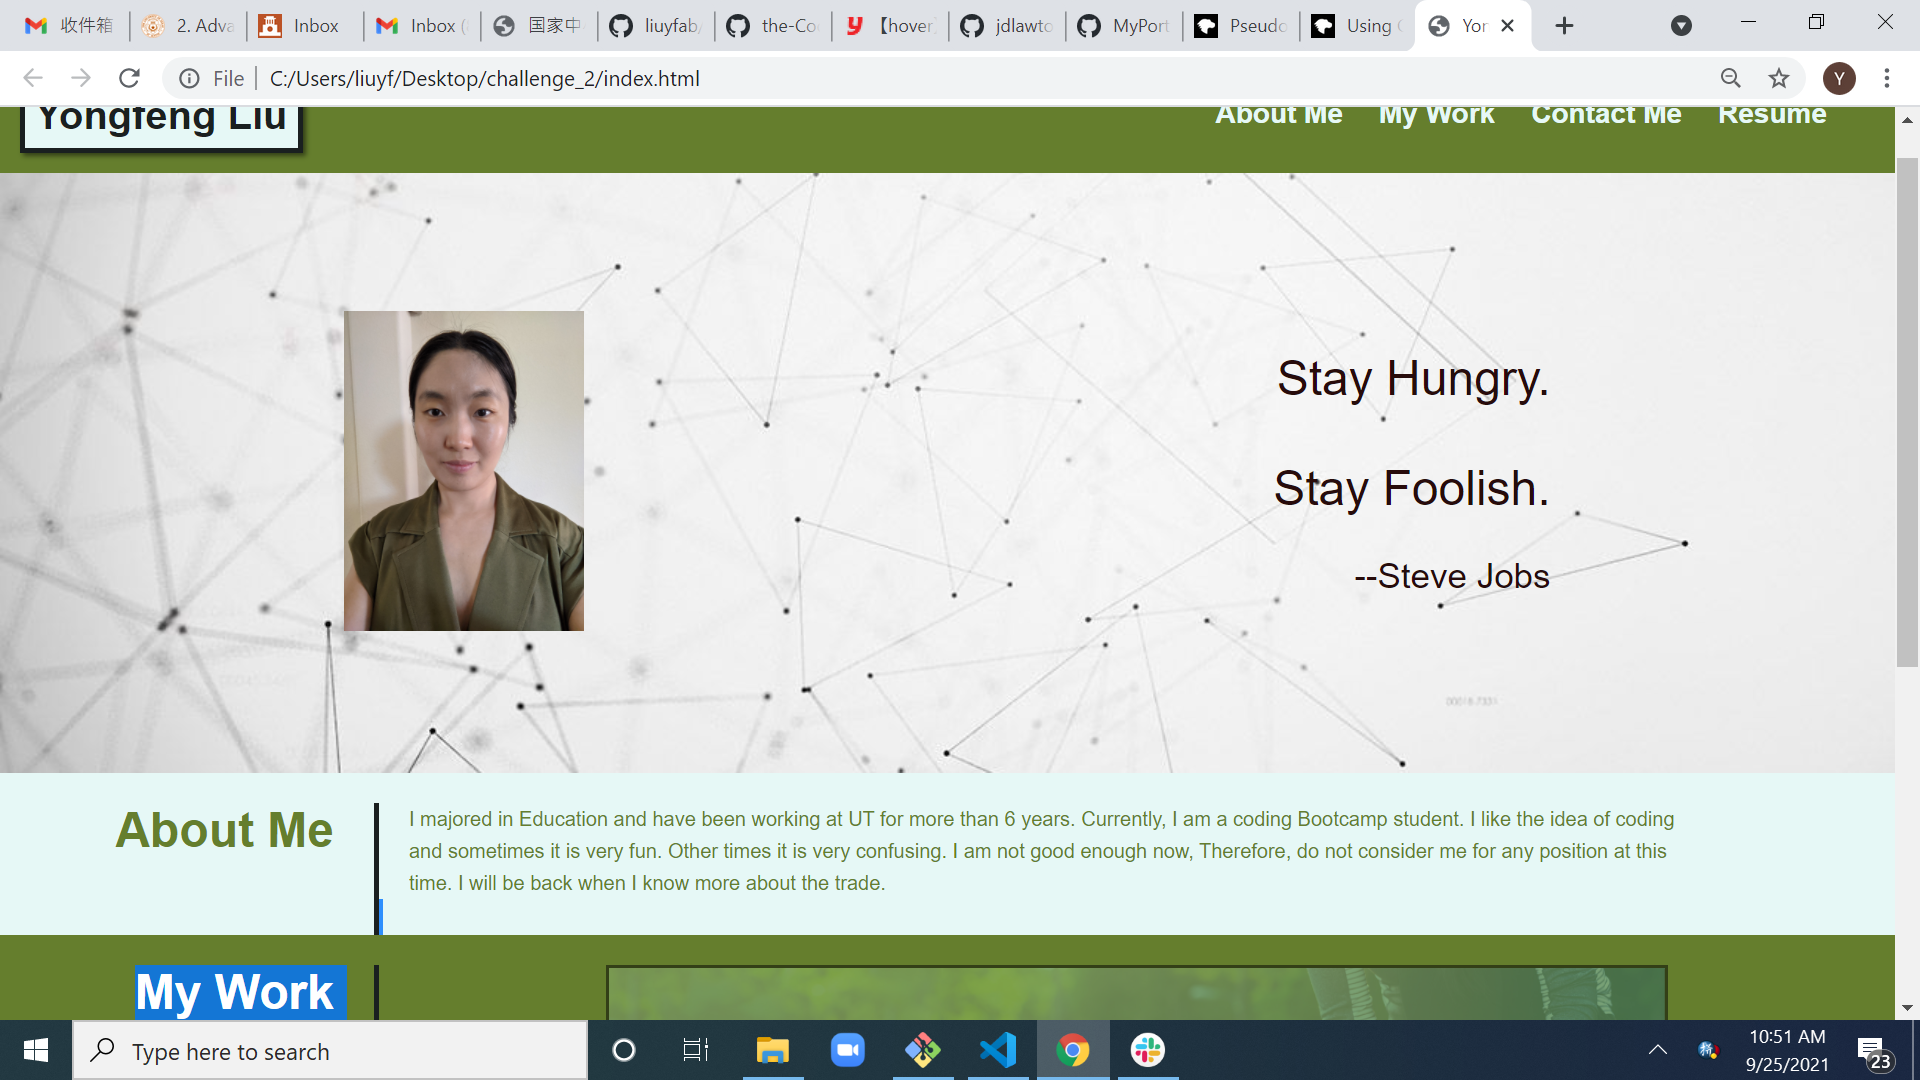 收件箱
2. Adva
Inbox
Inbox (
国家中
liuyfab/
the-Co
【hover
jdlawto
MyPort
Pseudo
Using
Yon
File
C:/Users/liuyf/Desktop/challenge_2/index.html
Y
Yongfeng Liu
About Me
My Work
Contact Me
Resume
Stay Hungry.
Stay Foolish.
--Steve Jobs
About Me
I majored in Education and have been working at UT for more than 6 years. Currently, I am a coding Bootcamp student. I like the idea of coding
and sometimes it is very fun. Other times it is very confusing. I am not good enough now, Therefore, do not consider me for any position at this
time. I will be back when I know more about the trade.
My Work
Type here to search
10:51 AM
9/25/2021
23